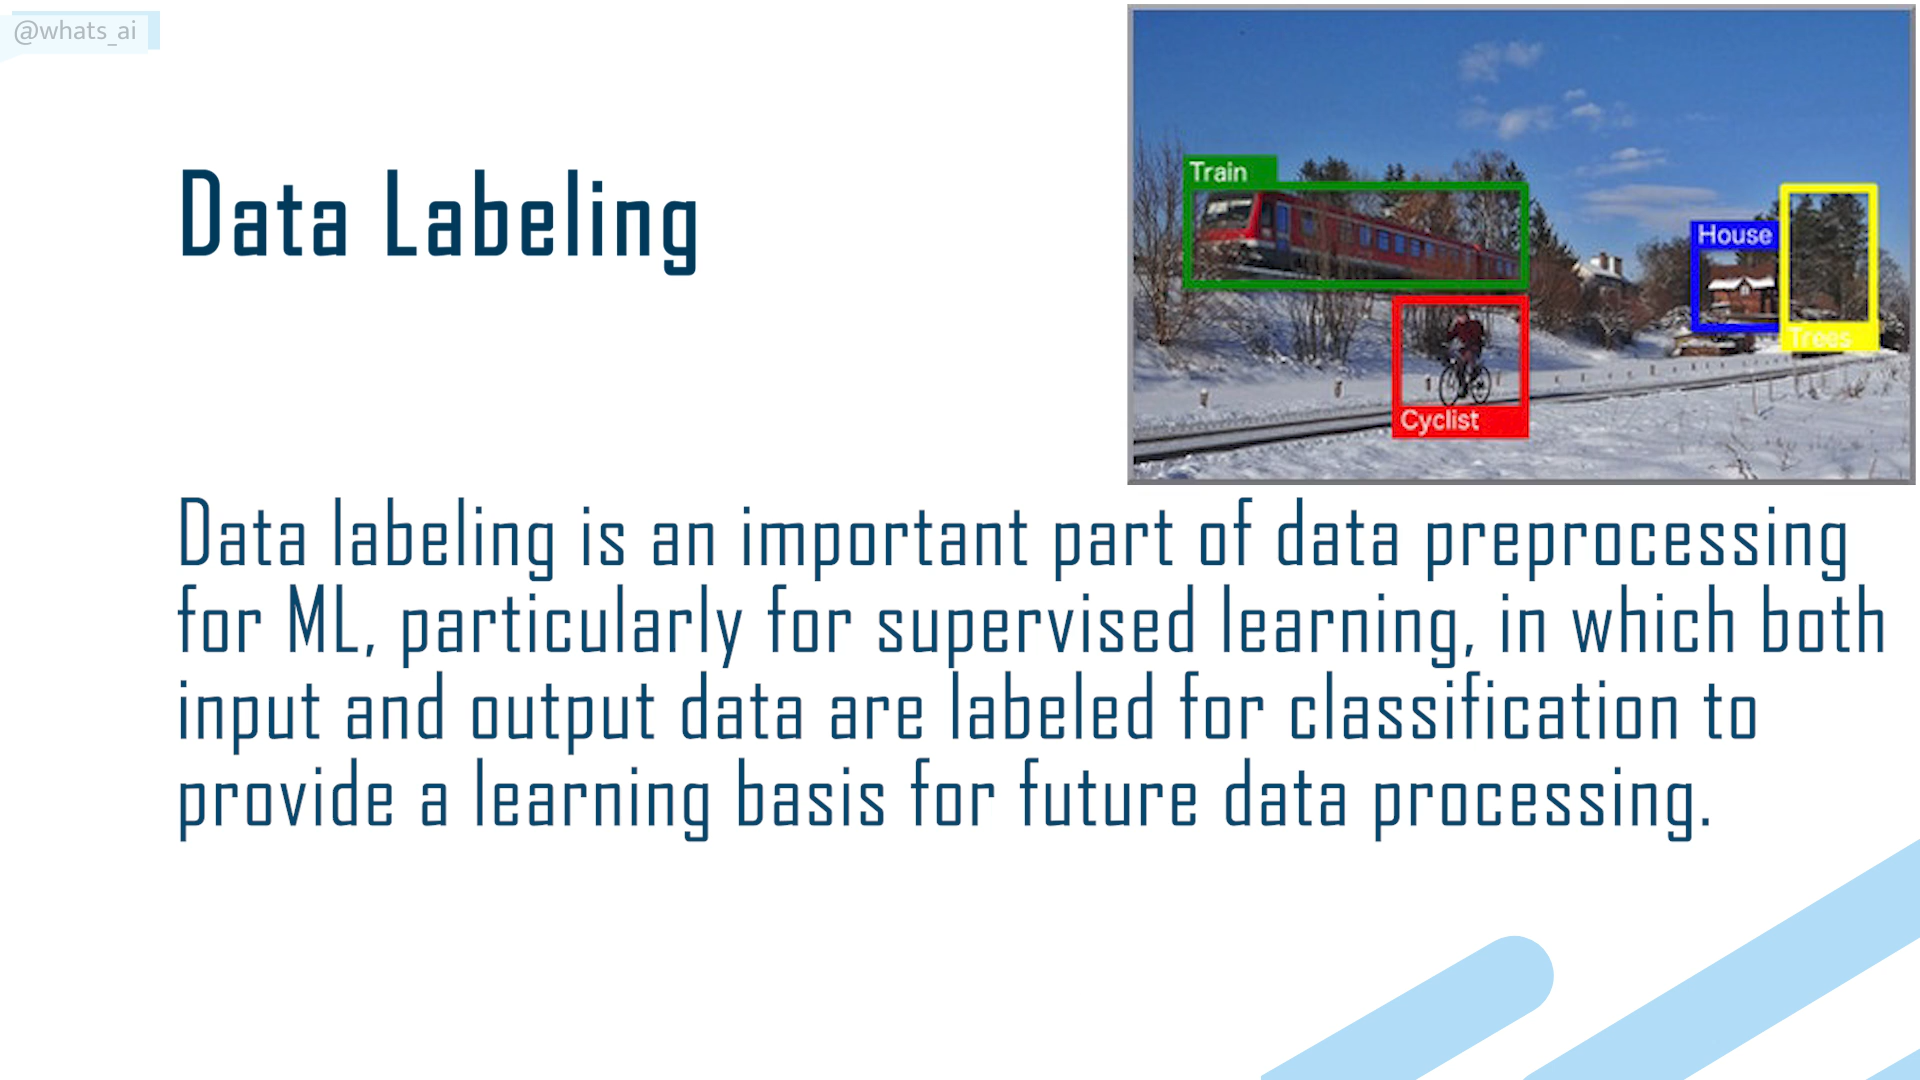 @whats_ai
Data Labeling
Train
House
Trees
Cyclist
Data labeling is an important part of data preprocessing
for ML, particularly for supervised learning, in which both
input and output data are labeled for classification to
provide a learning basis for future data processing.